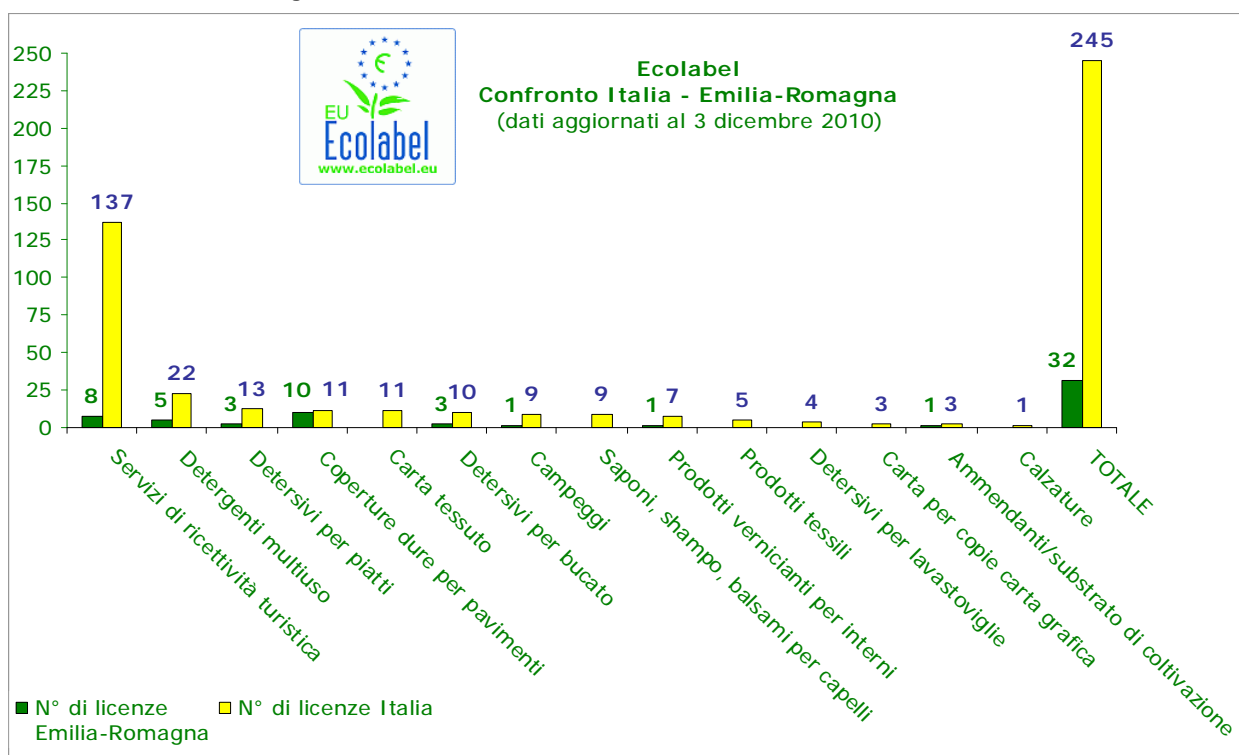 Ecolabel
Confronto Italia - Emilia-Romagna
(dati aggiornati al 3 dicembre 2010)
EU
Ecolabel
www.ecolabel.eu
250
225
200
175
150
125
100
75
50
25
0
8 137
5 22
3 13
10 11
11
3 10
1 9
9
1 7
5
4
3
1 3
1
32 245
Servizi di ricettività turistica
Detergenti multiuso
Detersivi per piatti
Coperture dure per pavimenti
Carta tessuto
Detersivi per bucato
Campeggi
Saponi, shampo, balsami per capelli
Prodotti vernicianti per interni
Prodotti tessili
Detersivi per lavastoviglie
Carta per copie carta grafica
Ammendanti/substrato di coltivazione
Calzature
TOTALE
N° di licenze
Emilia-Romagna
N° di licenze Italia